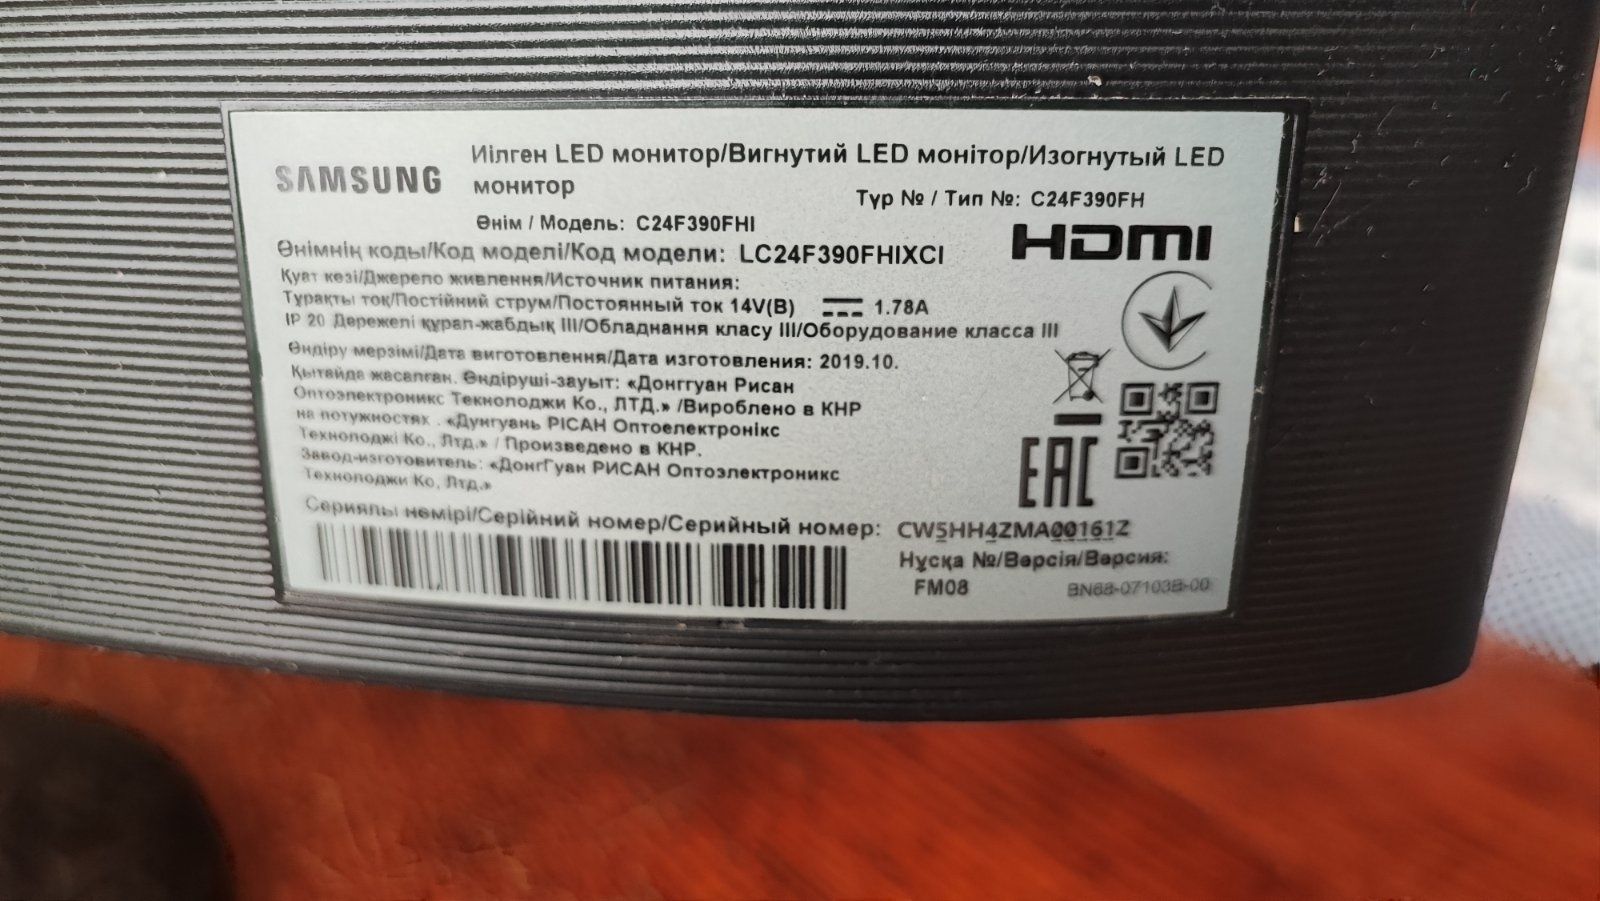 SAMSUNG
Иілген LED монитор/Вигнутий LED монітор/Изогнутый LED
монитор
Түр № / Тип №: C24F390FH
Өнім / Модель: C24F390FHI
HDMI
Өнімнің коды/Код моделі/Код модели: LC24F390FHIXCI
Қуат көзі/Джерело живлення/Источник питания:
Тұрақты ток/Постійний струм/Постоянный ток 14V(B) 1.78A
IP 20 Дережелі құрал-жабдық III/Обладнання класу III/Оборудование класса III
Өндіру мерзімі/Дата виготовлення/Дата изготовления: 2019.10.
Қытайда жасалған. Өндіруші-зауыт: «Донггуан Рисан
Оптоэлектроникс Текнолоджи Ко., ЛТД.» /Вироблено в КНР
на потужностях . «Дунгуань РІСАН Оптоелектронікс
Технолоджі Ко., Лтд.» / Произведено в КНР.
Завод-изготовитель: «ДонгГуан РИСАН Оптоэлектроникс
Технолоджи Ко, Лтд.»
EAC
Сериялы нөмірі/Серійний номер/Серийный номер: CW5HH4ZMA00161Z
Нұсқа №/Версія/Версия:
FM08
BN68-07103B-00